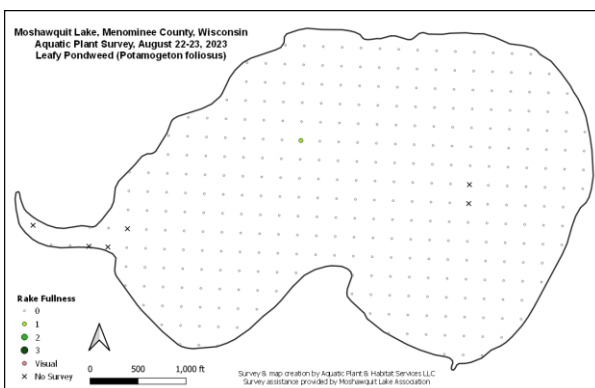 Moshawquit Lake, Menominee County, Wisconsin
Aquatic Plant Survey, August 22-23, 2023
Leafy Pondweed (Potamogeton foliosus)
Rake Fullness
0
1
2
3
Visual
No Survey
0 500 1,000 ft
Survey & map creation by Aquatic Plant & Habitat Services LLC
Survey assistance provided by Moshawquit Lake Association